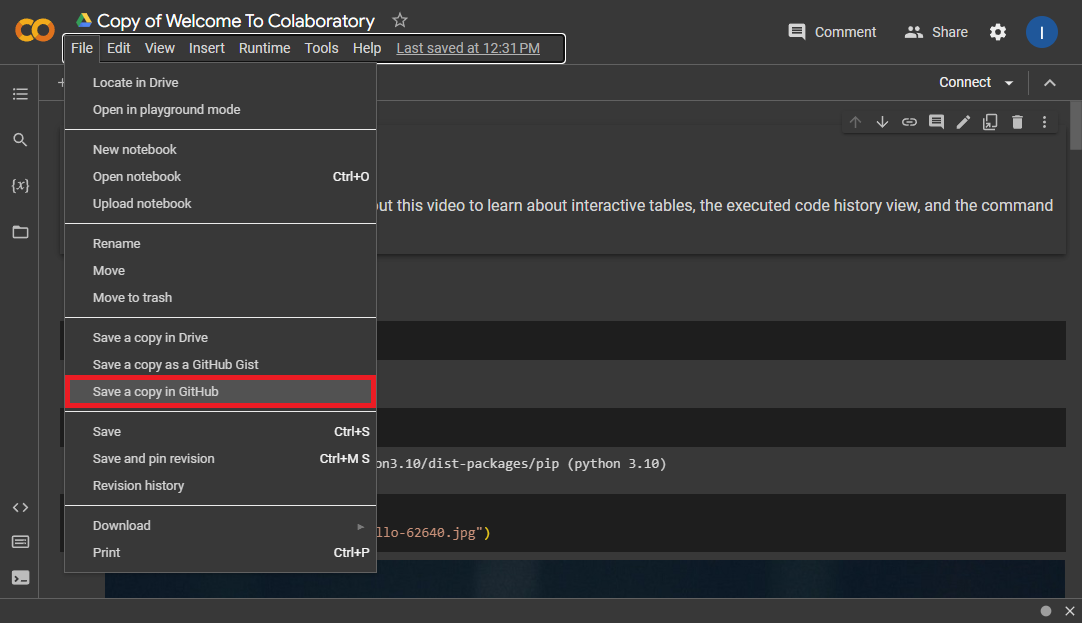 Copy of Welcome To Colaboratory
File Edit View Insert Runtime Tools Help Last saved at 12:31 PM
Comment
Share
I
+
Connect
Locate in Drive
Open in playground mode
New notebook
Open notebook Ctrl+O
Upload notebook
out this video to learn about interactive tables, the executed code history view, and the command
{x}
Rename
Move
Move to trash
Save a copy in Drive
Save a copy as a GitHub Gist
Save a copy in GitHub
Save Ctrl+S
Save and pin revision Ctrl+M S
on3.10/dist-packages/pip (python 3.10)
Revision history
Download
llo-62640.jpg")
Print Ctrl+P